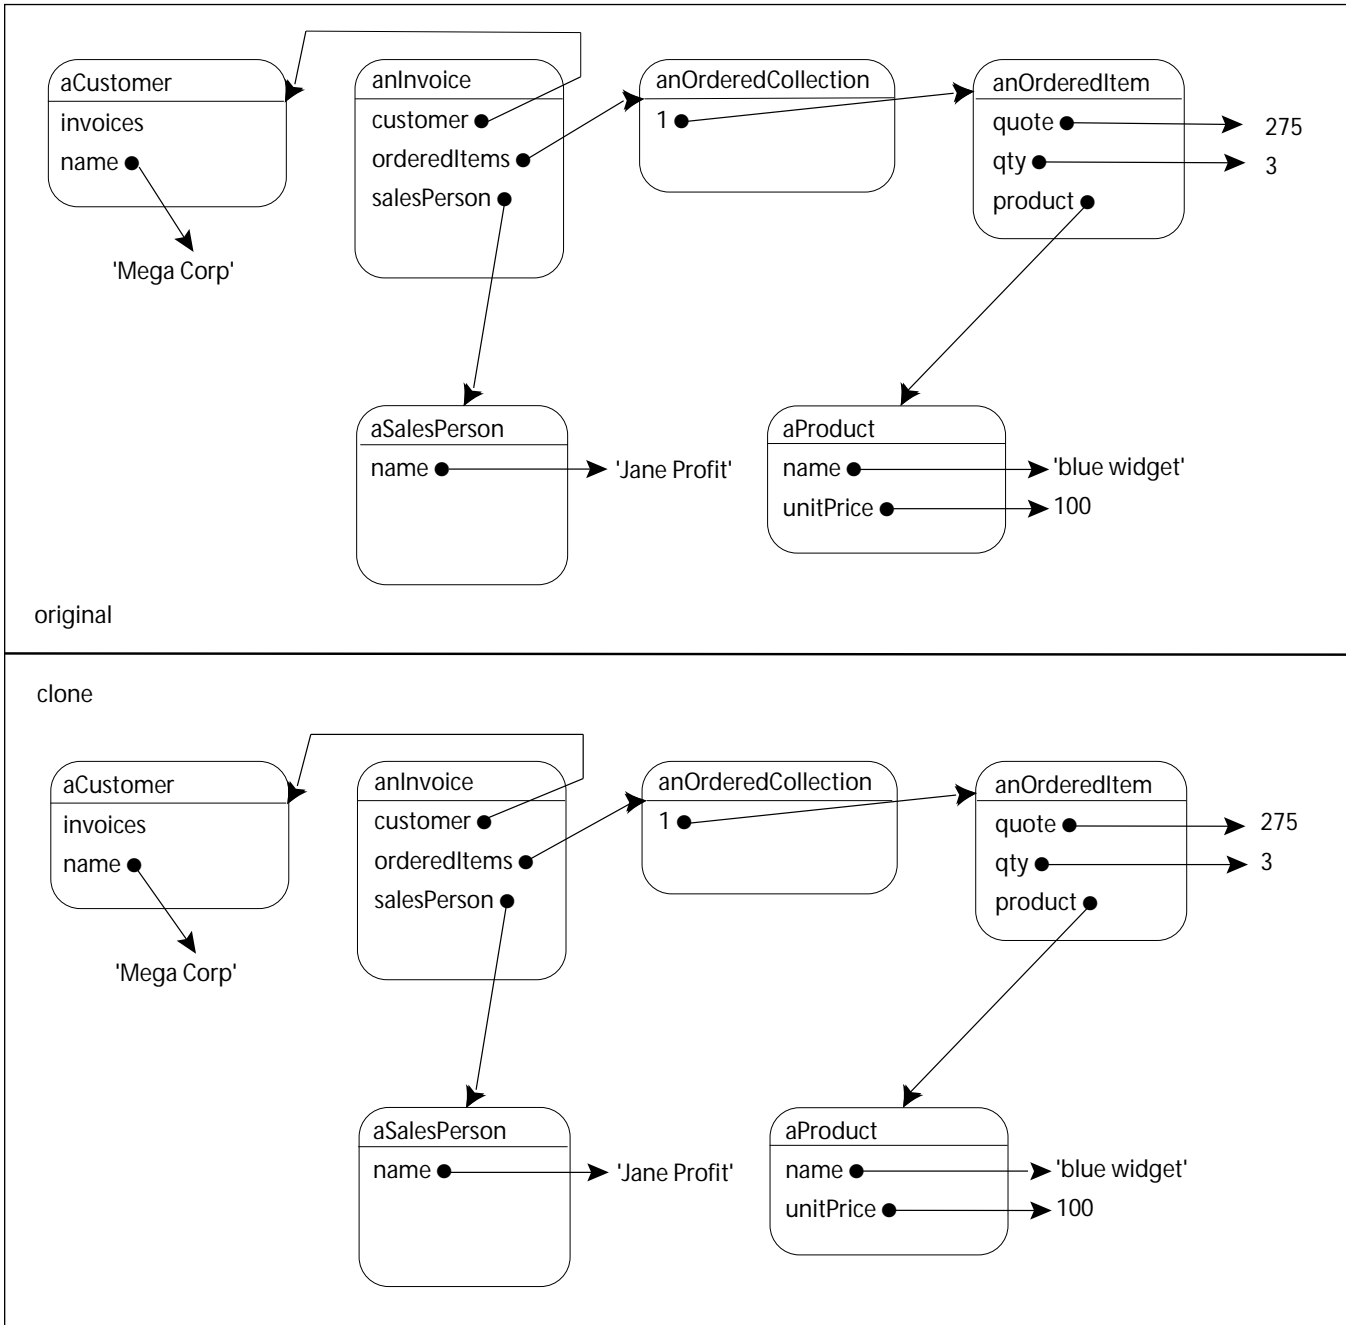 aCustomer
invoices
name
'Mega Corp'
anInvoice
customer
orderedItems
salesPerson
anOrderedCollection
1
anOrderedItem
quote
275
qty
3
product
aSalesPerson
name
'Jane Profit'
aProduct
name
'blue widget'
unitPrice
100
original
clone
aCustomer
invoices
name
'Mega Corp'
anInvoice
customer
orderedItems
salesPerson
anOrderedCollection
1
anOrderedItem
quote
275
qty
3
product
aSalesPerson
name
'Jane Profit'
aProduct
name
'blue widget'
unitPrice
100